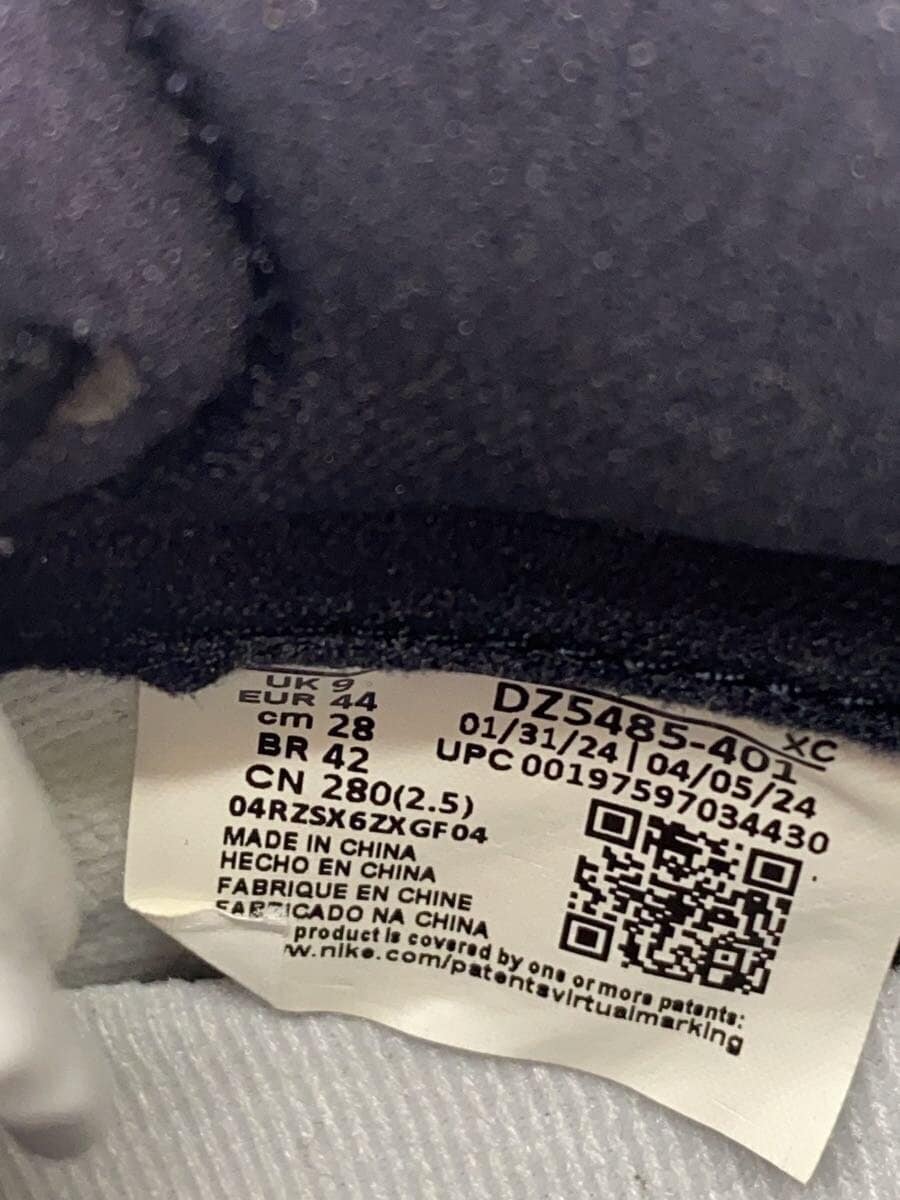 UK 9
EUR 44
cm 28
BR 42
CN 280(2.5)
04RZSX6ZXGF04
MADE IN CHINA
HECHO EN CHINA
FABRIQUE EN CHINE
FABRICADO NA CHINA
product is covered by one or more patents:
w.nike.com/patentsvirtualmarking
DZ5485-401
XC
01/31/24 | 04/05/24
UPC 00197597034430